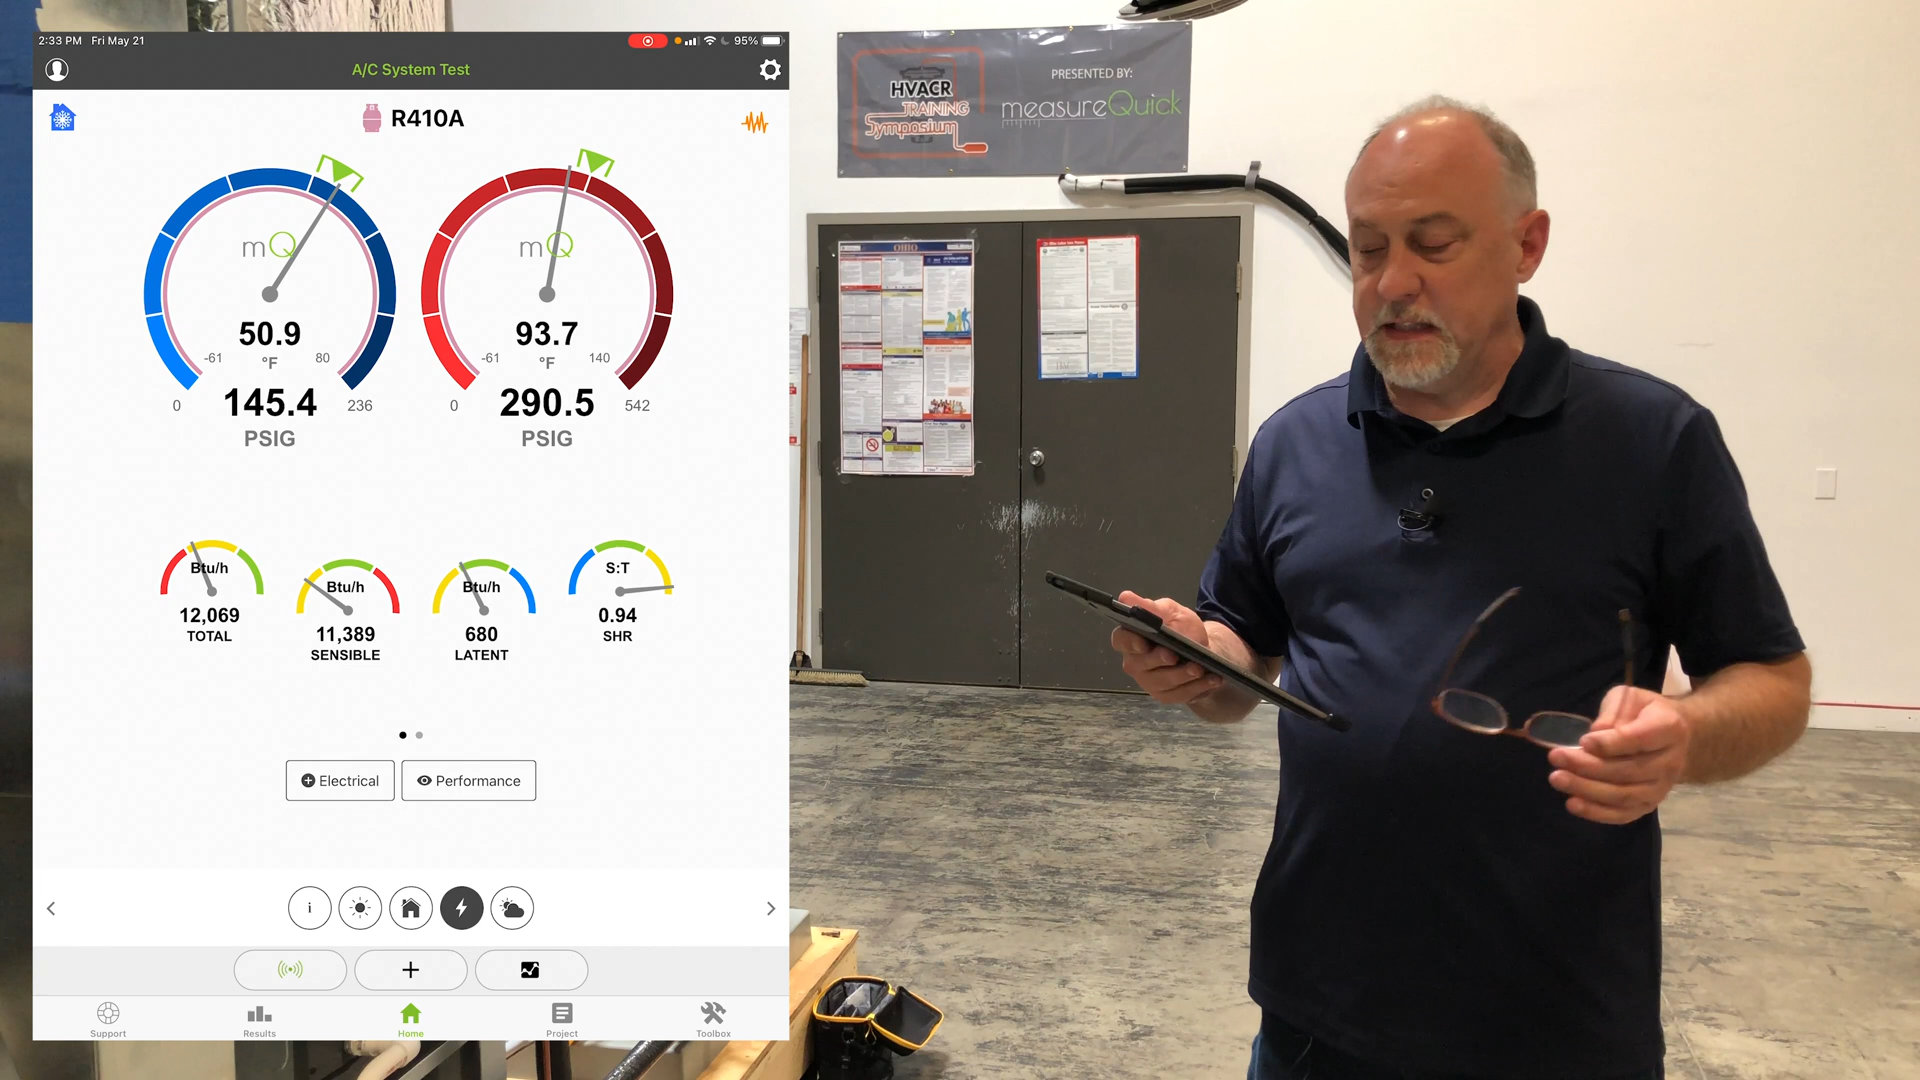 2:33 PM Fri May 21
95%
A/C System Test
R410A
mQ
50.9
-61 °F 80
0 145.4 236
PSIG
mQ
93.7
-61 °F 140
0 290.5 542
PSIG
Btu/h
12,069
TOTAL
Btu/h
11,389
SENSIBLE
Btu/h
680
LATENT
S:T
0.94
SHR
Electrical
Performance
i
Support
Results
Home
Project
Toolbox
HVACR
TRAINING
Symposium
PRESENTED BY:
measureQuick
OHIO